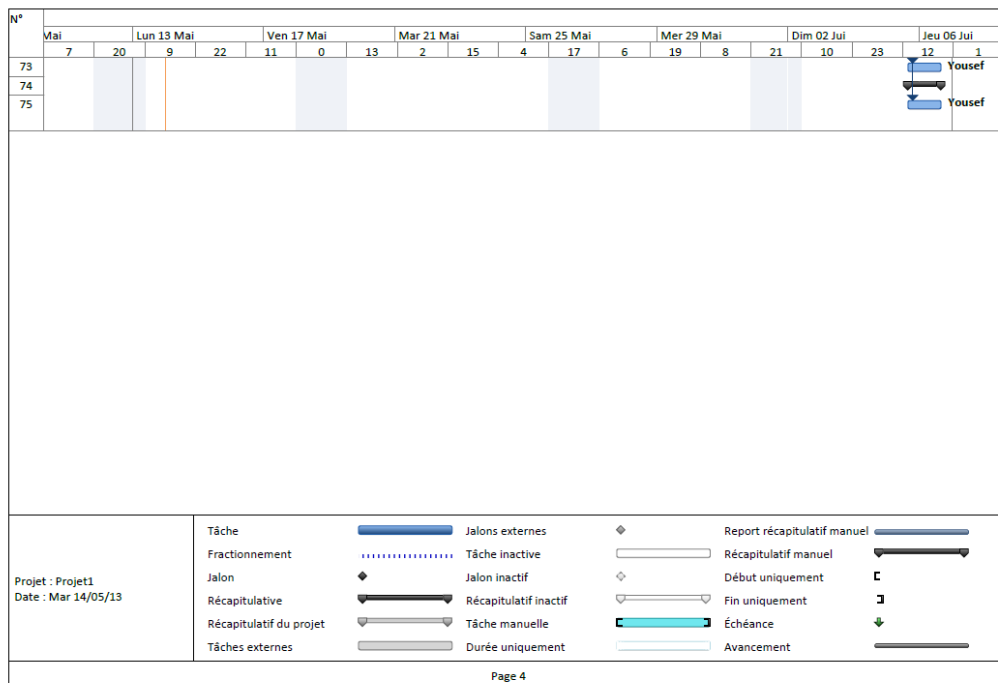 N°
Mai Lun 13 Mai Ven 17 Mai Mar 21 Mai Sam 25 Mai Mer 29 Mai Dim 02 Jui Jeu 06 Jui
7 20 9 22 11 0 13 2 15 4 17 6 19 8 21 10 23 12 1
73 Yousef
74
75 Yousef
Projet : Projet1
Date : Mar 14/05/13
Tâche Jalons externes Report récapitulatif manuel
Fractionnement Tâche inactive Récapitulatif manuel
Jalon Jalon inactif Début uniquement
Récapitulative Récapitulatif inactif Fin uniquement
Récapitulatif du projet Tâche manuelle Échéance
Tâches externes Durée uniquement Avancement
Page 4